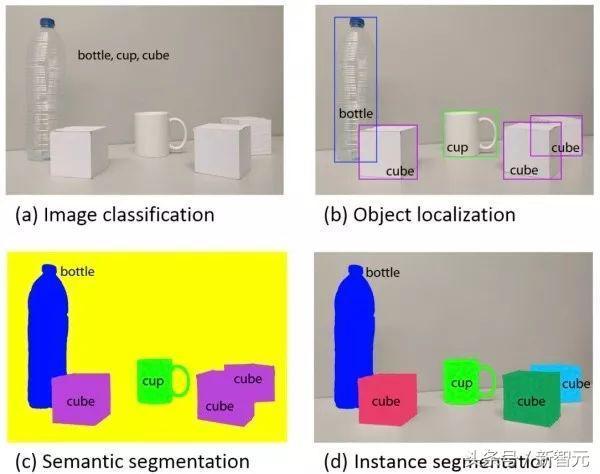 bottle, cup, cube
(a) Image classification
bottle
cube
cup
cube
cube
(b) Object localization
bottle
cube
cup
cube
cube
(c) Semantic segmentation
bottle
cube
cup
cube
cube
(d) Instance segmentation
头条号 / 新智元